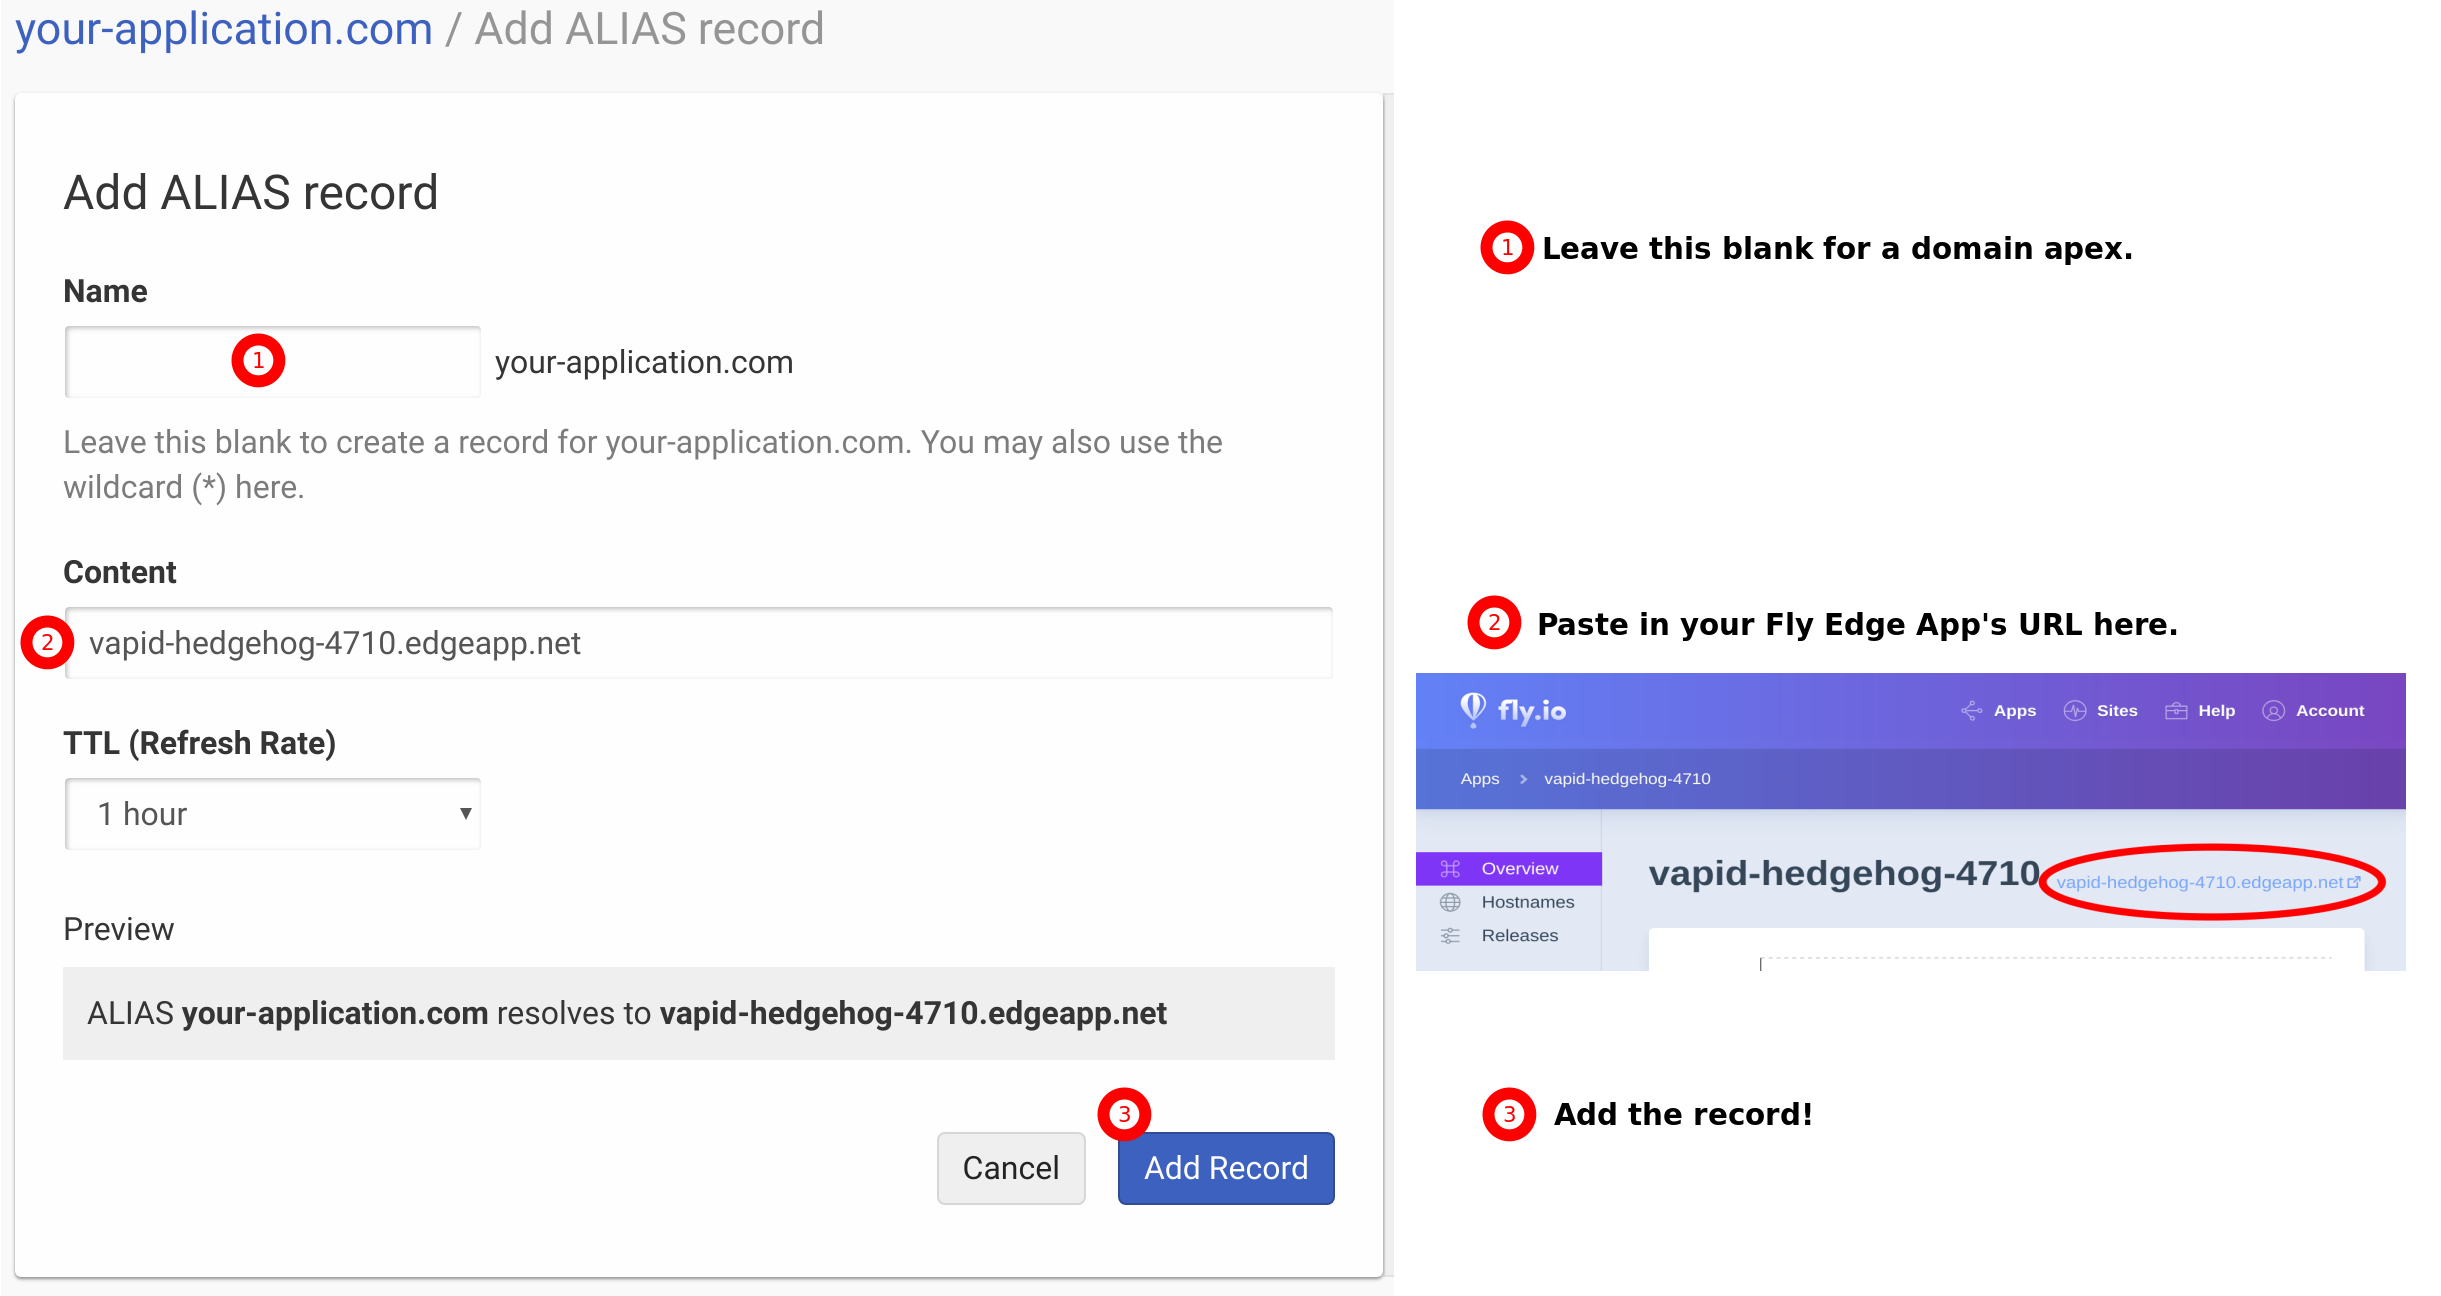 your-application.com / Add ALIAS record
Add ALIAS record
Name
1
your-application.com
Leave this blank to create a record for your-application.com. You may also use the
wildcard (*) here.
Content
2
vapid-hedgehog-4710.edgeapp.net
TTL (Refresh Rate)
1 hour
Preview
ALIAS your-application.com resolves to vapid-hedgehog-4710.edgeapp.net
3
Cancel
Add Record
1 Leave this blank for a domain apex.
2 Paste in your Fly Edge App's URL here.
fly.io
Apps Sites Help Account
Apps > vapid-hedgehog-4710
Overview
Hostnames
Releases
vapid-hedgehog-4710 vapid-hedgehog-4710.edgeapp.net
3 Add the record!